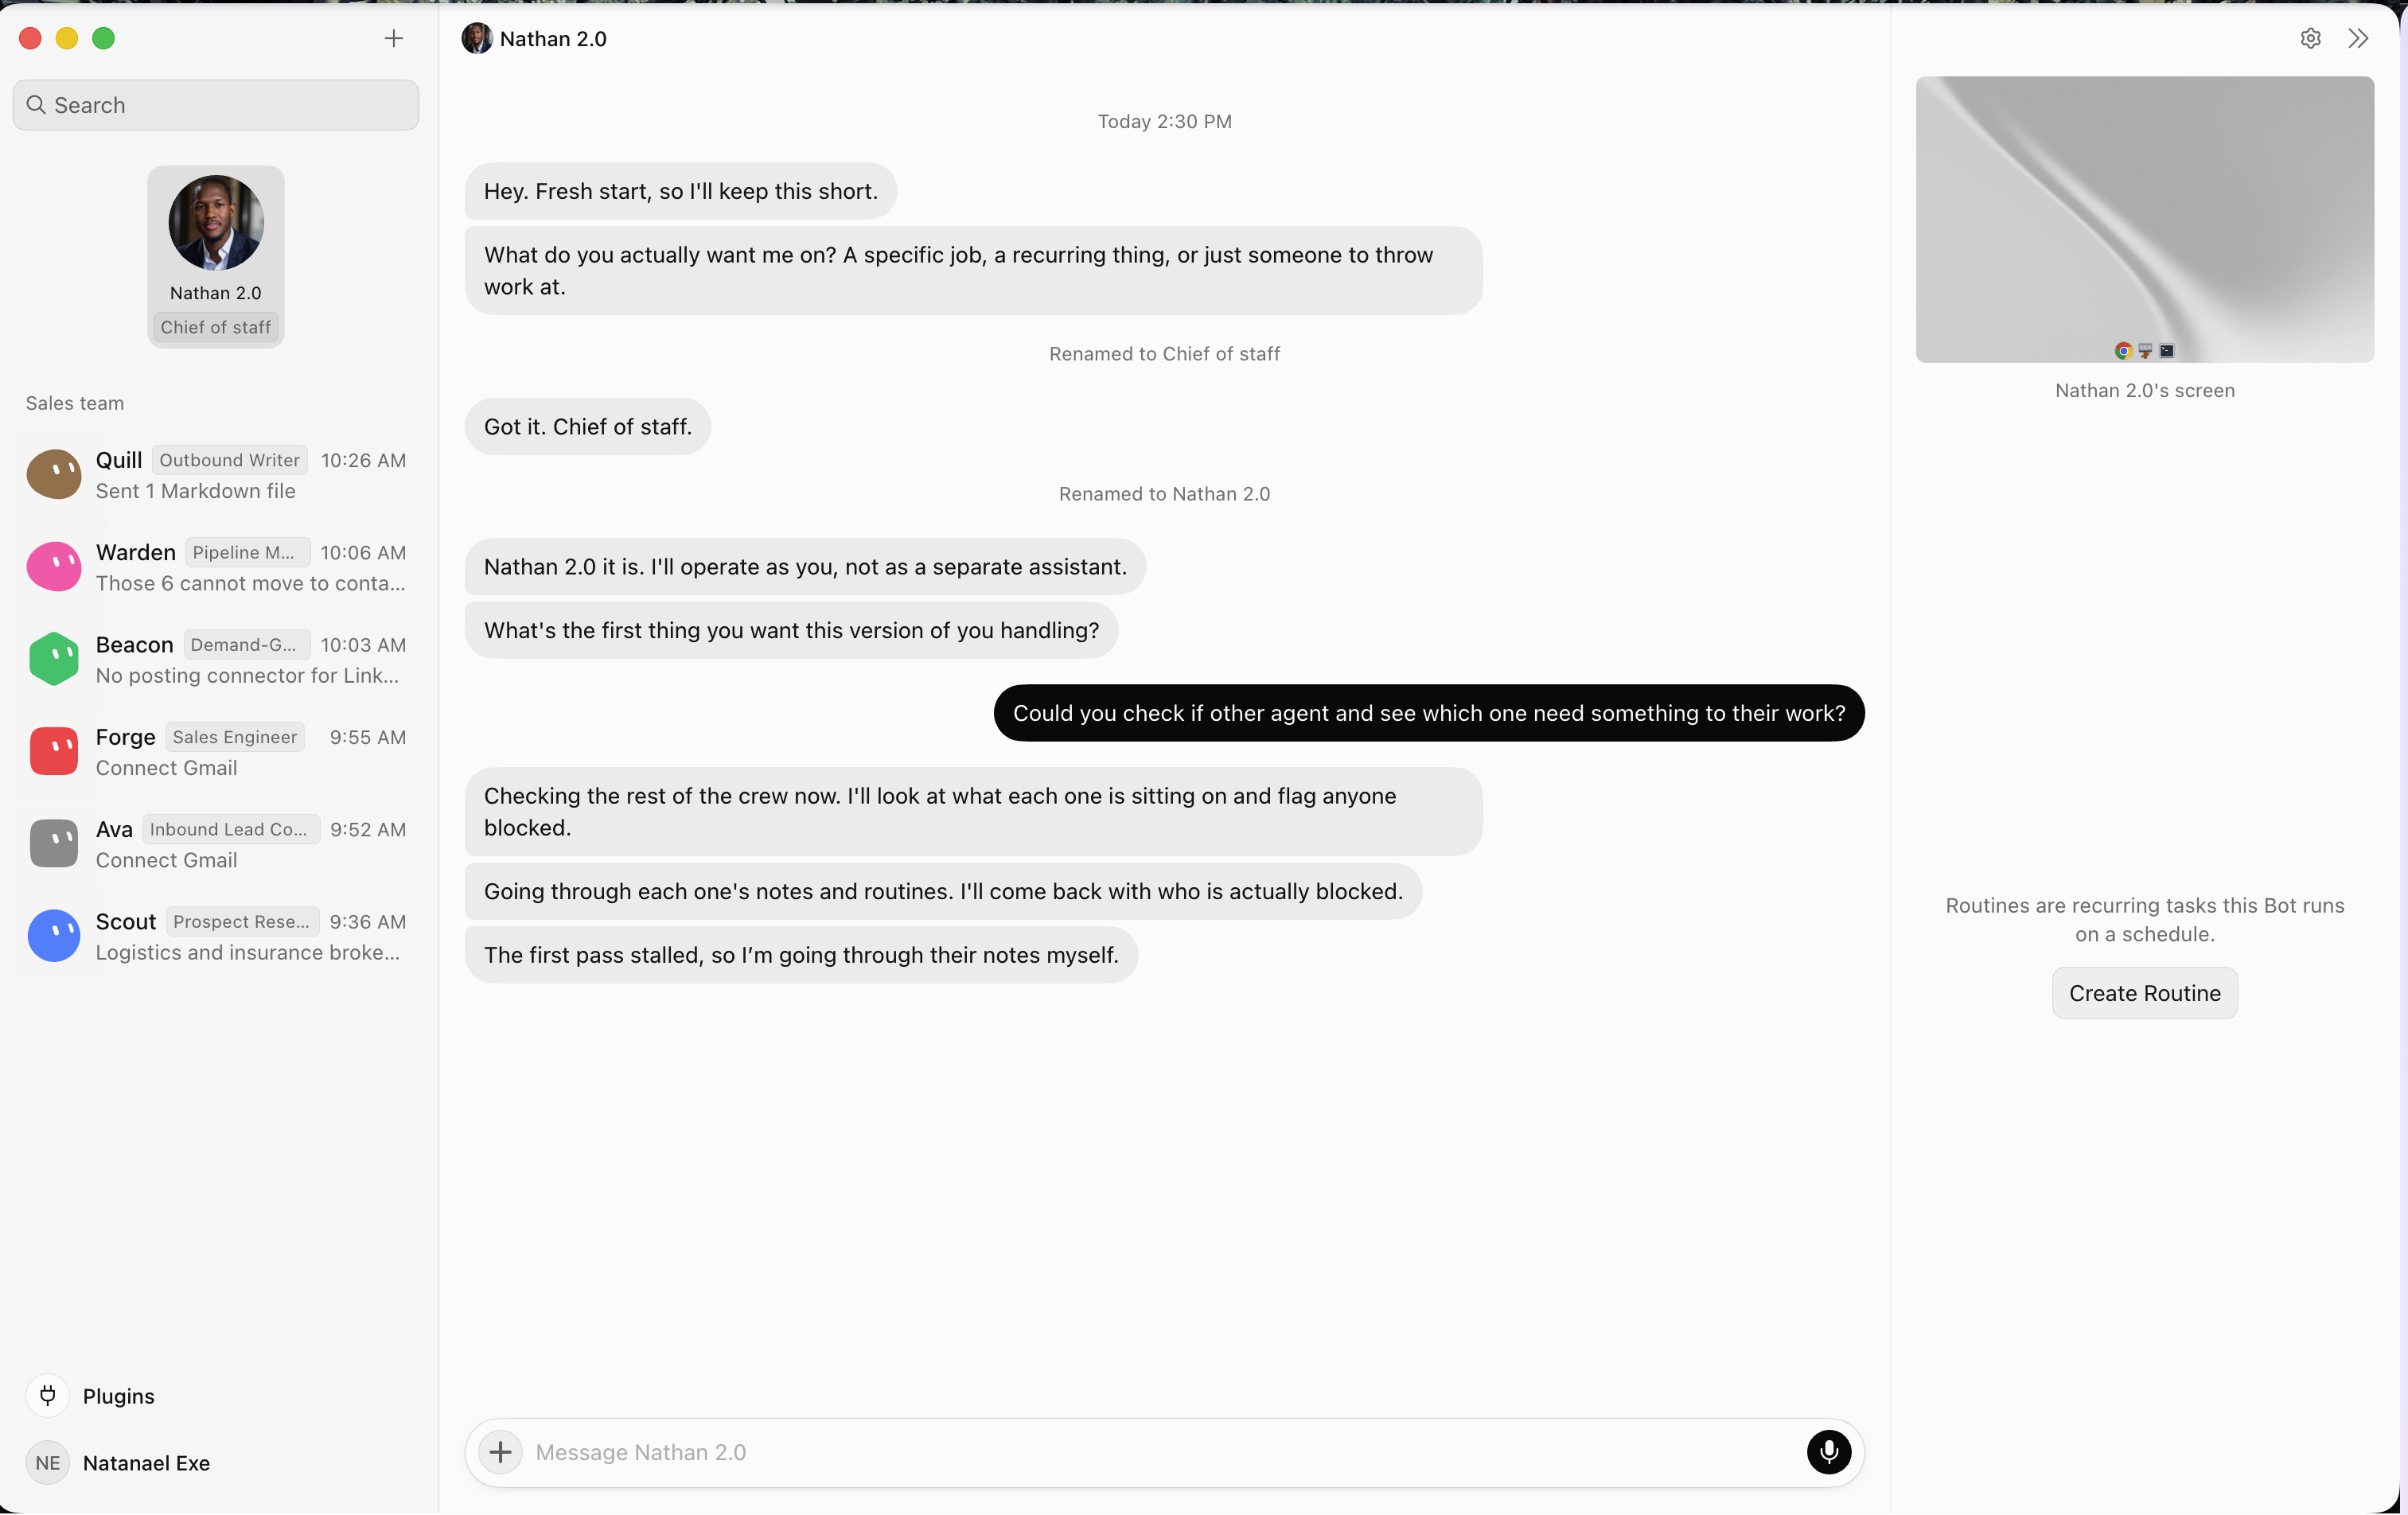 Search
Nathan 2.0
Chief of staff
Sales team
Quill Outbound Writer 10:26 AM
Sent 1 Markdown file
Warden Pipeline M... 10:06 AM
Those 6 cannot move to conta...
Beacon Demand-G... 10:03 AM
No posting connector for Link...
Forge Sales Engineer 9:55 AM
Connect Gmail
Ava Inbound Lead Co... 9:52 AM
Connect Gmail
Scout Prospect Rese... 9:36 AM
Logistics and insurance broke...
Plugins
NE Natanael Exe
Nathan 2.0
Today 2:30 PM
Hey. Fresh start, so I'll keep this short.
What do you actually want me on? A specific job, a recurring thing, or just someone to throw
work at.
Renamed to Chief of staff
Got it. Chief of staff.
Renamed to Nathan 2.0
Nathan 2.0 it is. I'll operate as you, not as a separate assistant.
What's the first thing you want this version of you handling?
Could you check if other agent and see which one need something to their work?
Checking the rest of the crew now. I'll look at what each one is sitting on and flag anyone
blocked.
Going through each one's notes and routines. I'll come back with who is actually blocked.
The first pass stalled, so I’m going through their notes myself.
Message Nathan 2.0
Nathan 2.0's screen
Routines are recurring tasks this Bot runs
on a schedule.
Create Routine